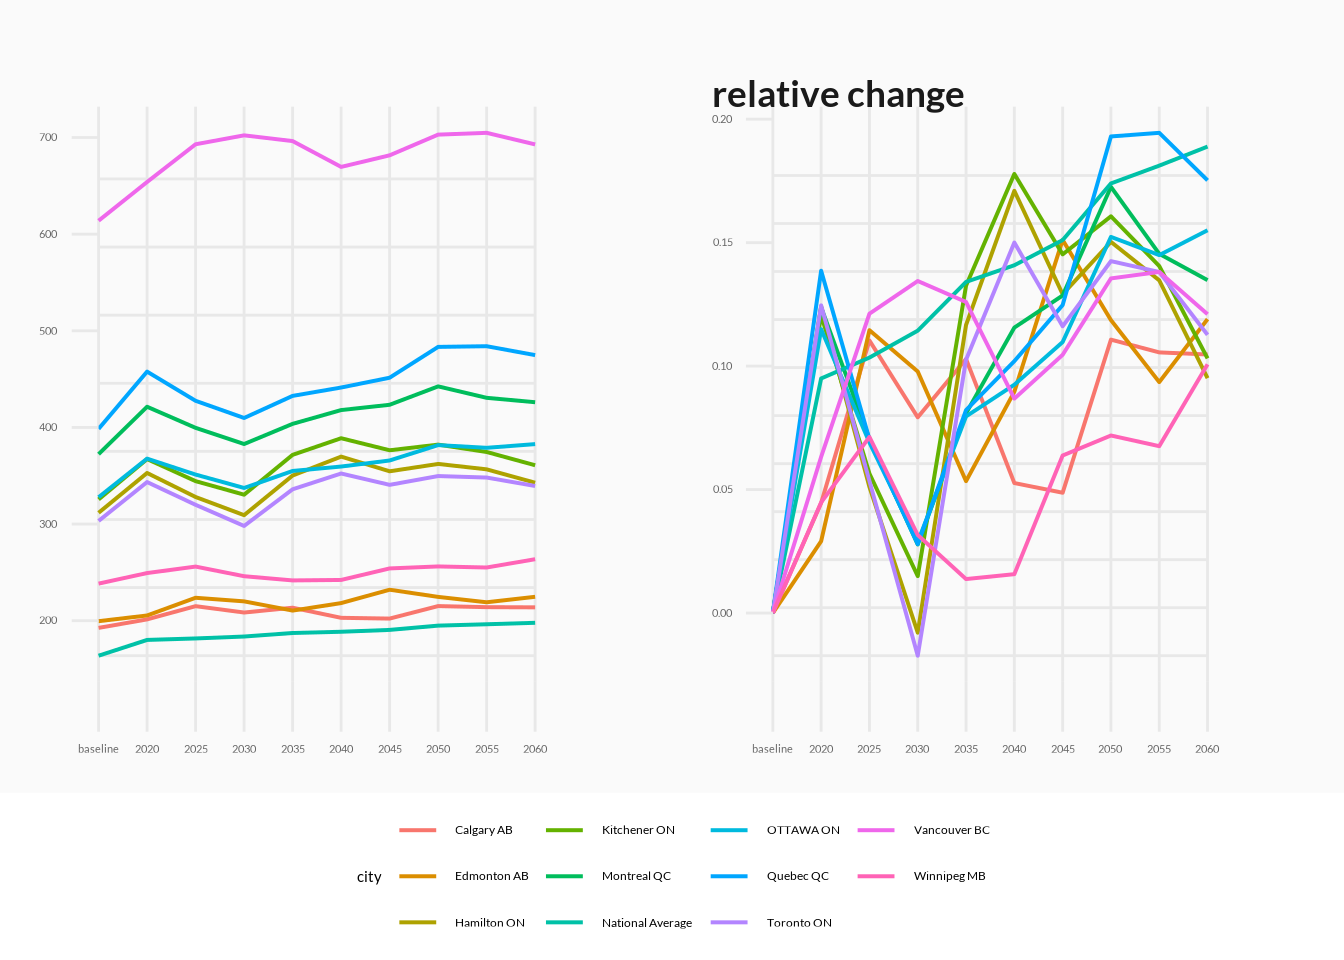 relative change
700
600
500
400
300
200
baseline 2020 2025 2030 2035 2040 2045 2050 2055 2060
0.20
0.15
0.10
0.05
0.00
baseline 2020 2025 2030 2035 2040 2045 2050 2055 2060
city
Calgary AB
Edmonton AB
Hamilton ON
Kitchener ON
Montreal QC
National Average
OTTAWA ON
Quebec QC
Toronto ON
Vancouver BC
Winnipeg MB